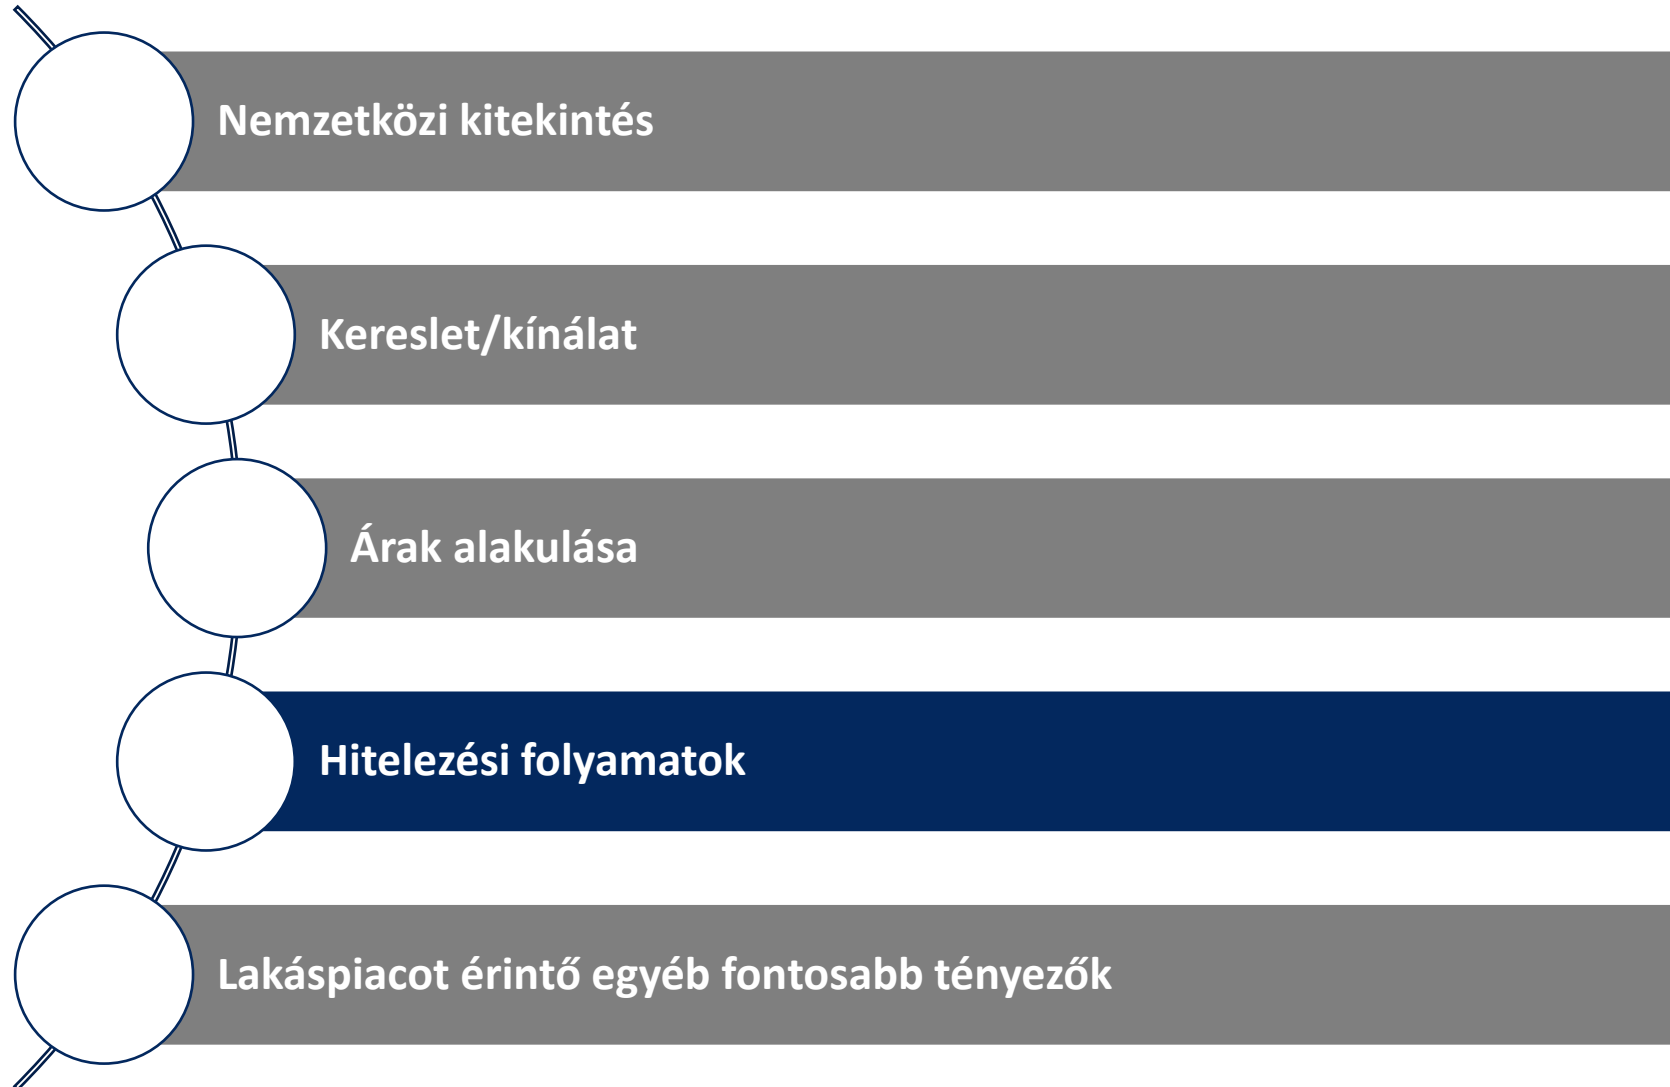 Nemzetközi kitekintés
Kereslet/kínálat
Árak alakulása
Hitelezési folyamatok
Lakáspiacot érintő egyéb fontosabb tényezők